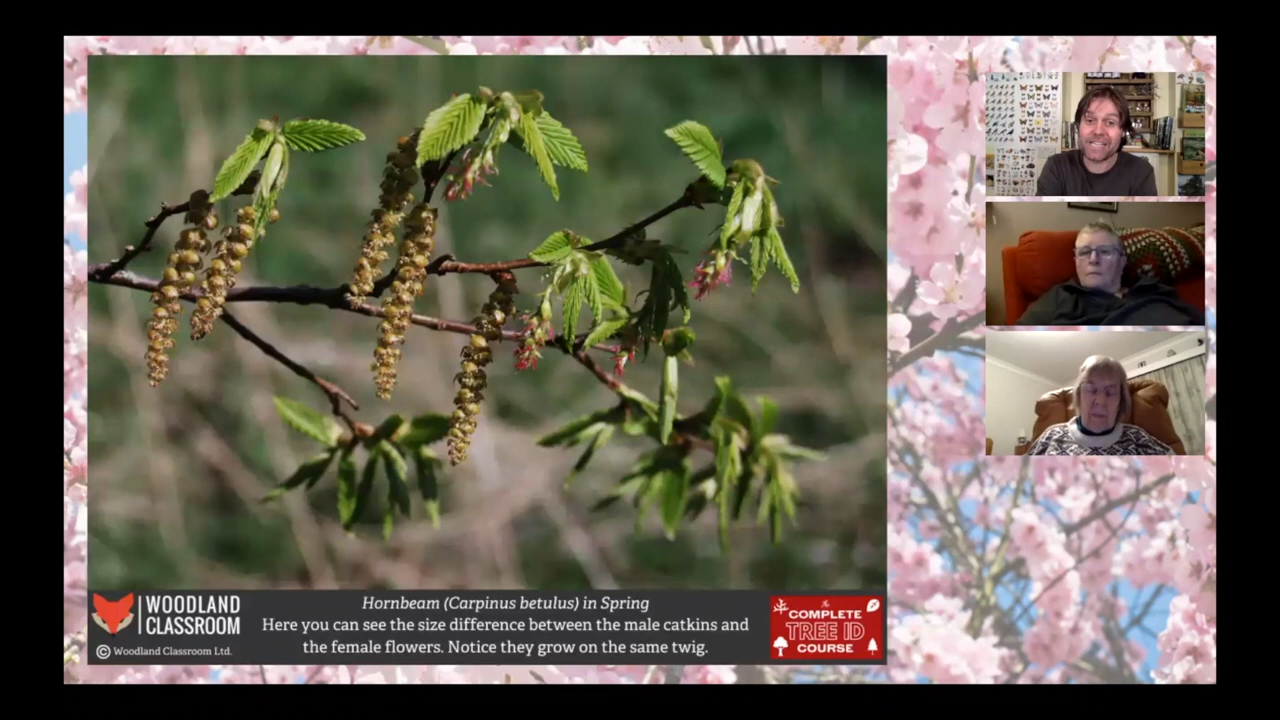 Hornbeam (Carpinus betulus) in Spring
Here you can see the size difference between the male catkins and
the female flowers. Notice they grow on the same twig.
WOODLAND
CLASSROOM
© Woodland Classroom Ltd.
The
COMPLETE
TREE ID
COURSE